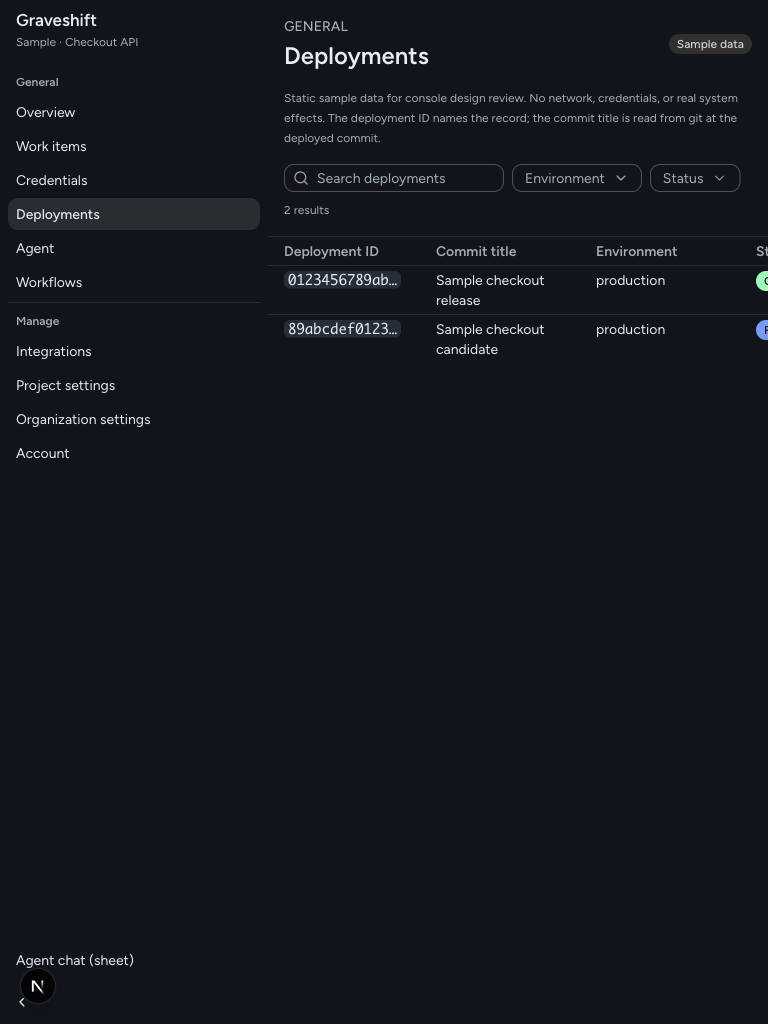 Graveshift
Sample · Checkout API
General
Overview
Work items
Credentials
Deployments
Agent
Workflows
Manage
Integrations
Project settings
Organization settings
Account
Agent chat (sheet)
N
GENERAL
Deployments
Sample data
Static sample data for console design review. No network, credentials, or real system
effects. The deployment ID names the record; the commit title is read from git at the
deployed commit.
Search deployments
Environment
Status
2 results
Deployment ID Commit title Environment
0123456789ab… Sample checkout production
release
89abcdef0123… Sample checkout production
candidate